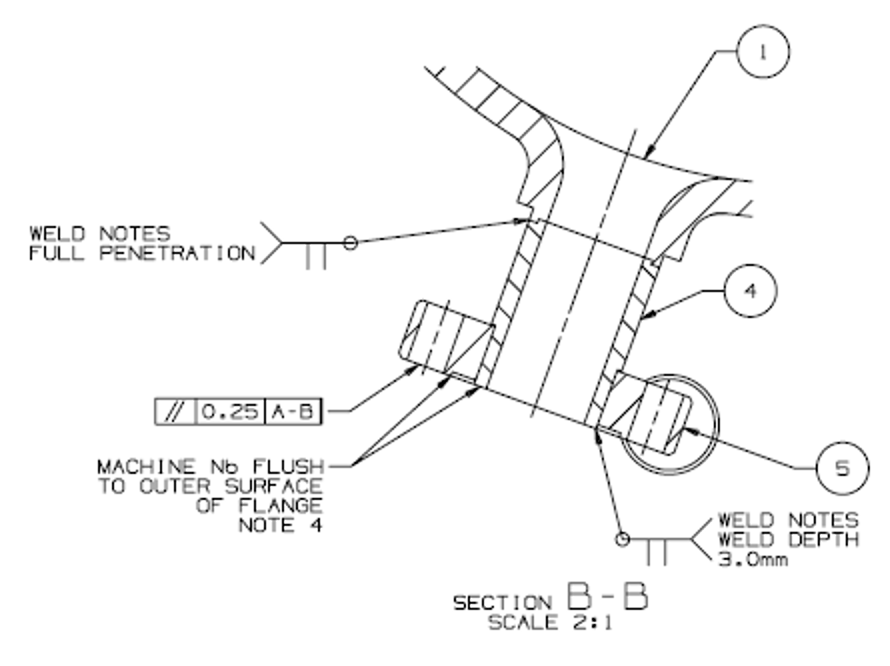 1
WELD NOTES
FULL PENETRATION
4
// 0.25 A-B
MACHINE Nb FLUSH
TO OUTER SURFACE
OF FLANGE
NOTE 4
5
WELD NOTES
WELD DEPTH
3.0mm
SECTION B-B
SCALE 2:1